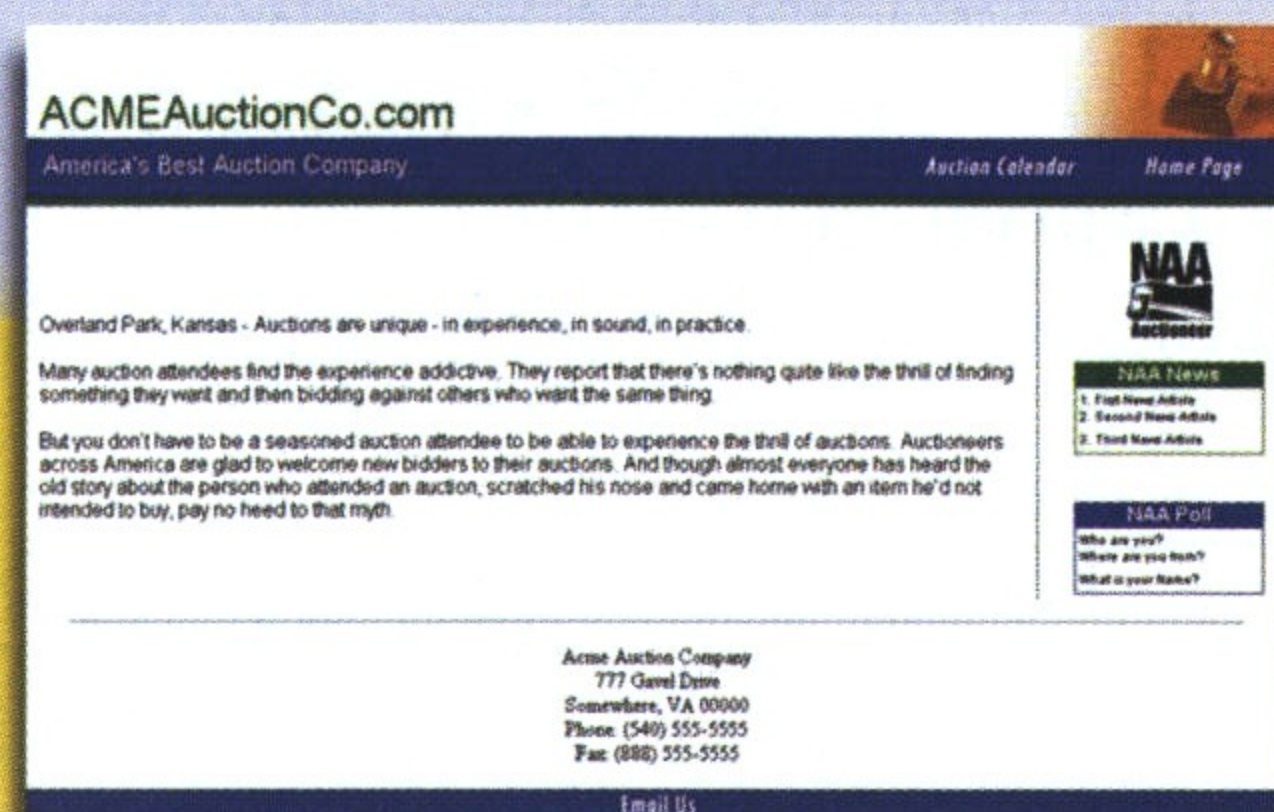 ACMEAuctionCo.com
America's Best Auction Company
Auction Calendar Home Page
Overland Park, Kansas - Auctions are unique - in experience, in sound, in practice.
Many auction attendees find the experience addictive. They report that there's nothing quite like the thrill of finding
something they want and then bidding against others who want the same thing.
But you don't have to be a seasoned auction attendee to be able to experience the thrill of auctions. Auctioneers
across America are glad to welcome new bidders to their auctions. And though almost everyone has heard the
old story about the person who attended an auction, scratched his nose and came home with an item he'd not
intended to buy, pay no heed to that myth.
NAA
Auctioneer
NAA News
1. First News Article
2. Second News Article
3. Third News Article
NAA Poll
Who are you?
Where are you from?
What is your Name?
Acme Auction Company
777 Gavel Drive
Somewhere, VA 00000
Phone: (540) 555-5555
Fax: (888) 555-5555
Email Us